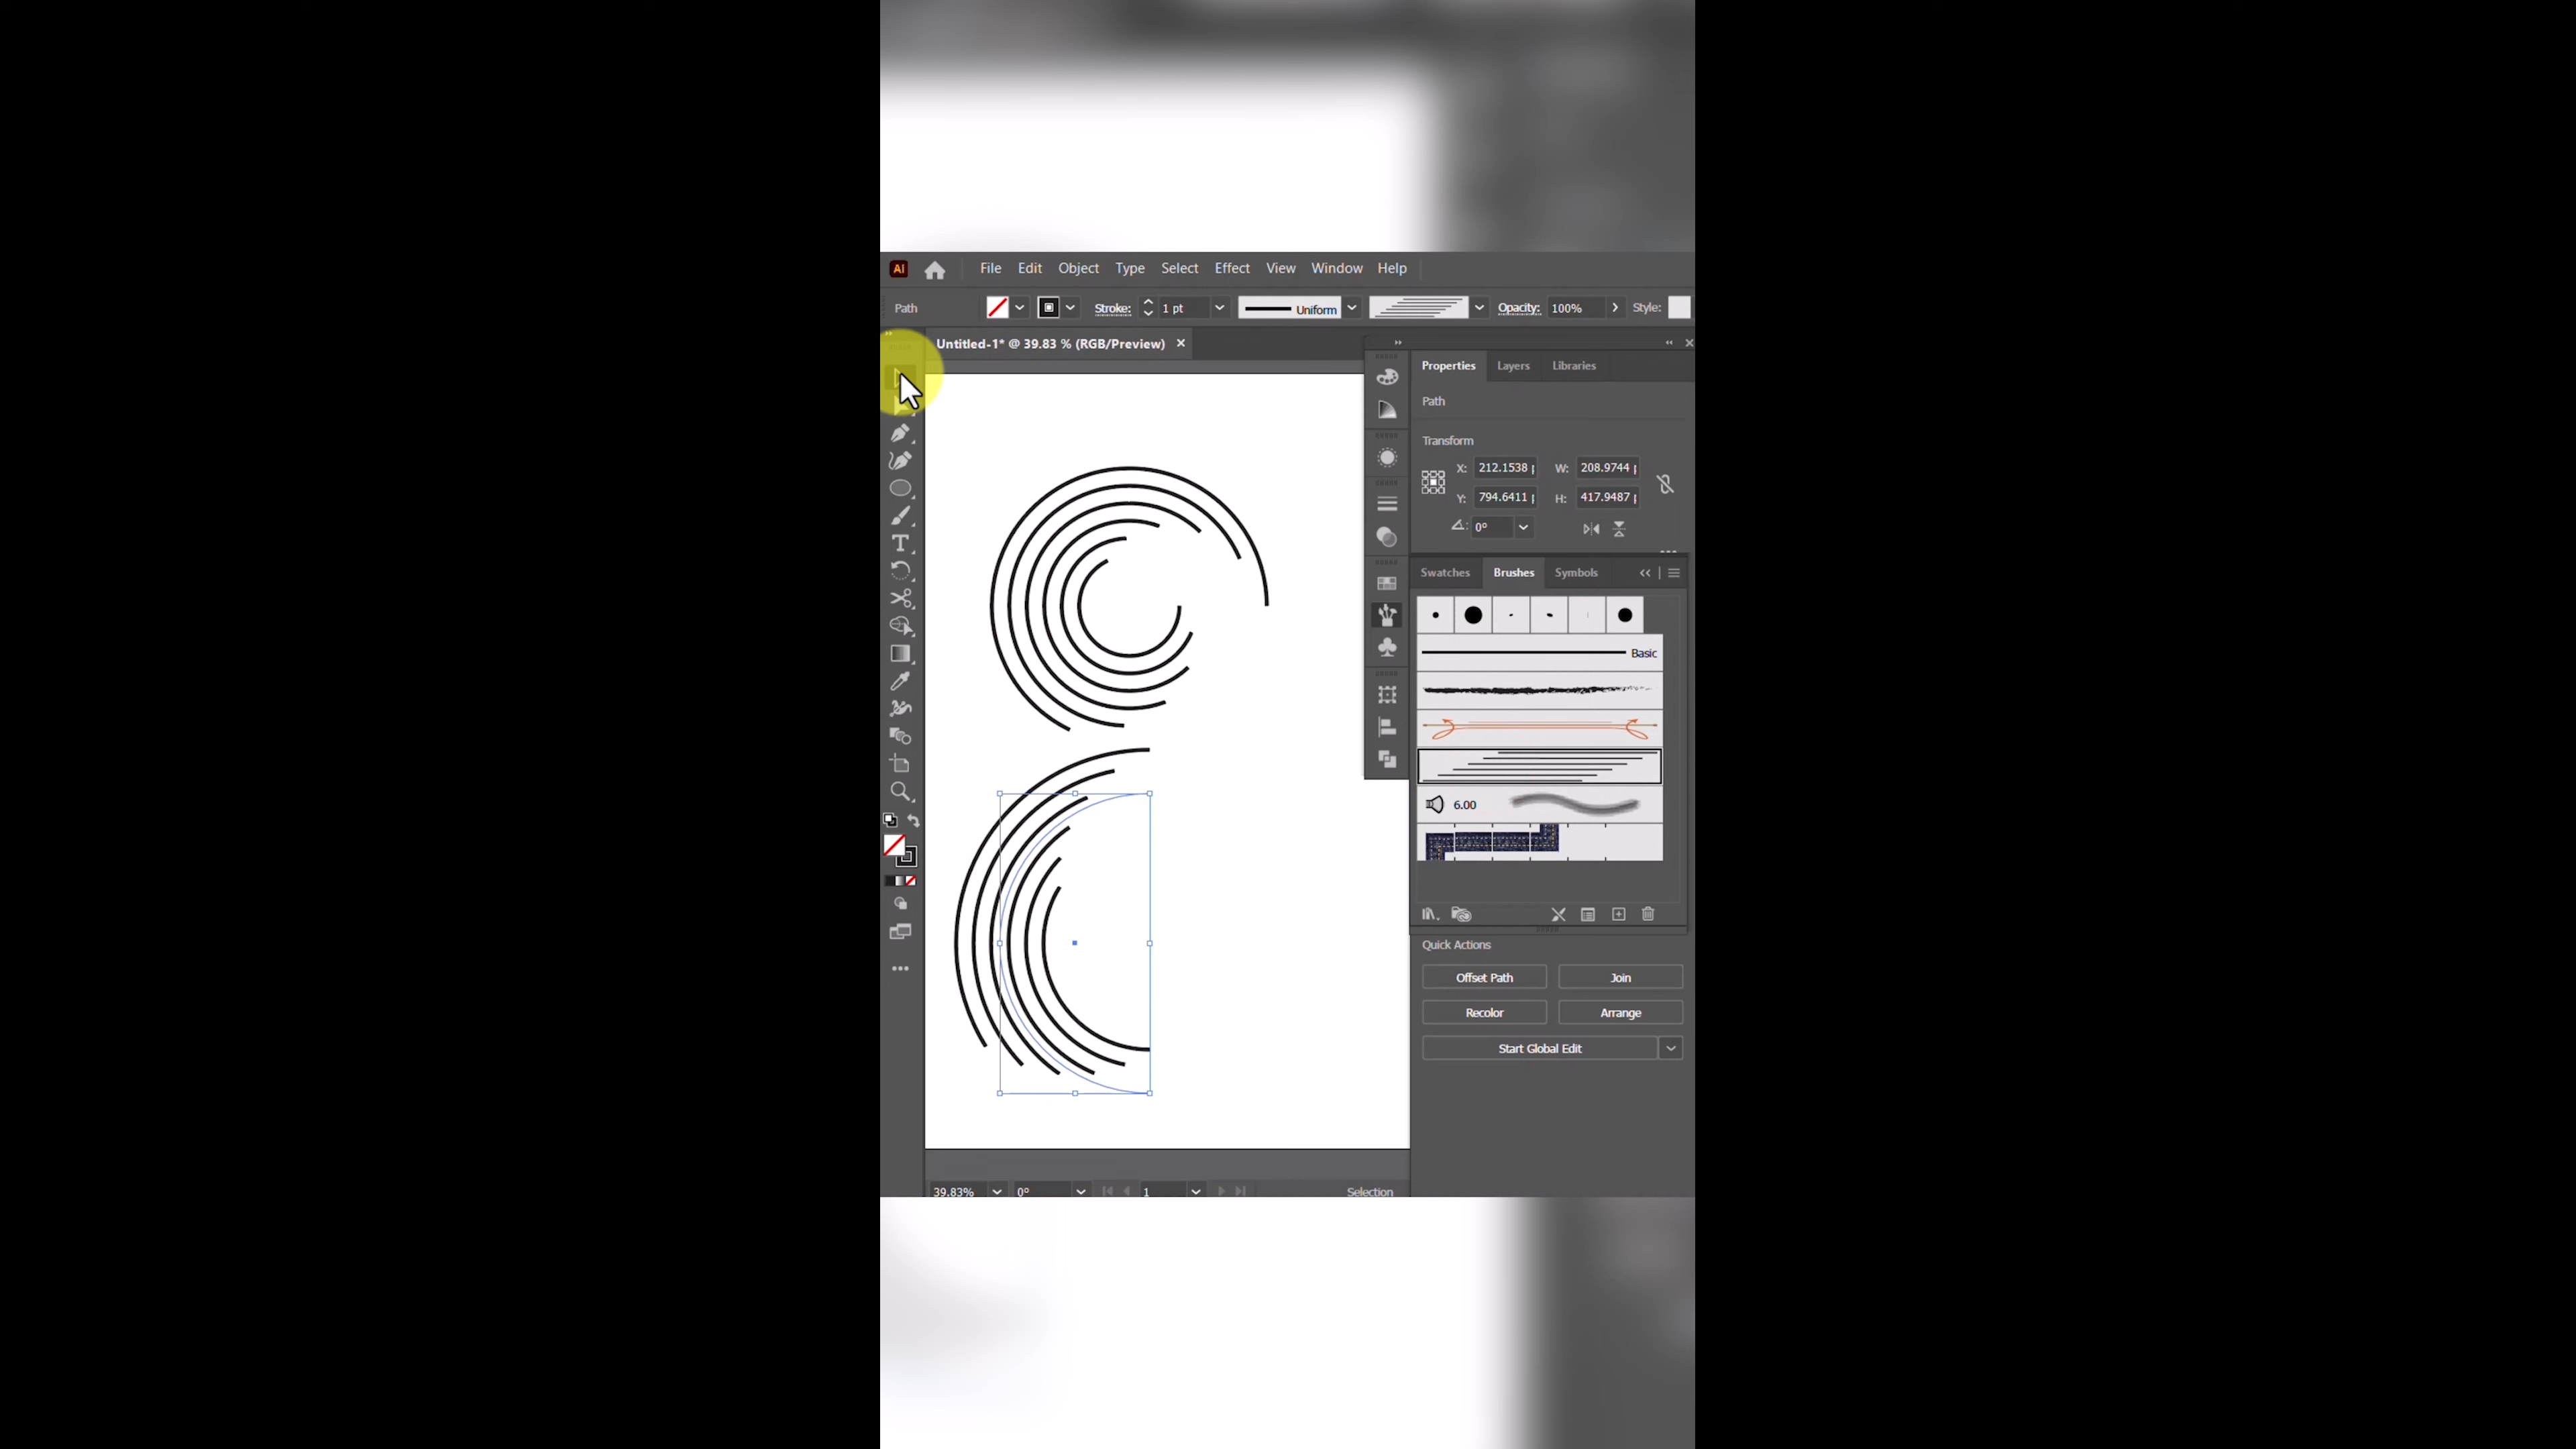 Ai File Edit Object Type Select Effect View Window Help
Path Stroke: 1 pt Uniform Opacity: 100% Style:
Untitled-1* @ 39.83 % (RGB/Preview)
Properties Layers Libraries
Path
Transform
X: 212.1538 W: 208.9744
Y: 794.6411 H: 417.9487
0°
Swatches Brushes Symbols
Basic
6.00
Quick Actions
Offset Path Join
Recolor Arrange
Start Global Edit
39.83% 0° 1 Selection